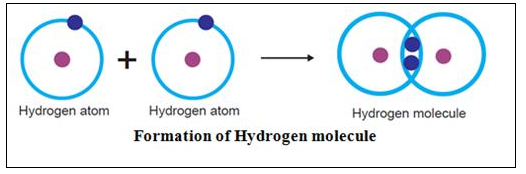 +
Hydrogen atom
Hydrogen atom
Hydrogen molecule
Formation of Hydrogen molecule